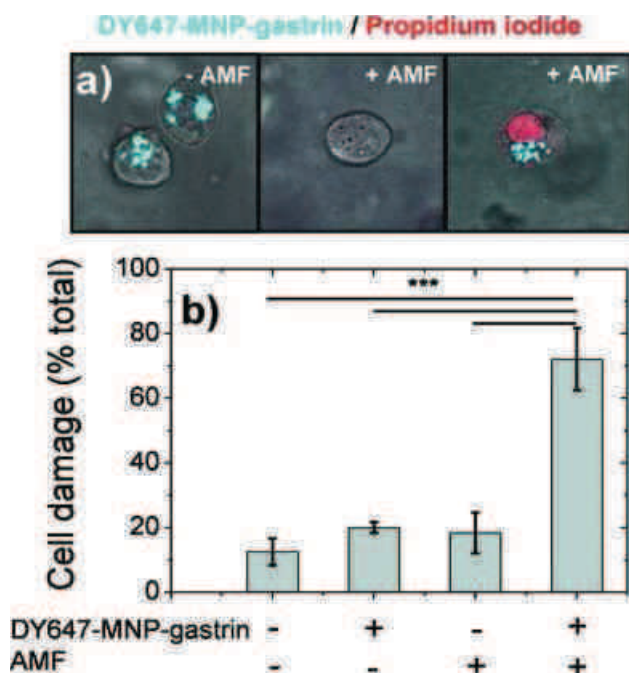 DY647-MNP-gastrin / Propidium iodide
a) - AMF + AMF + AMF
b) ***
Cell damage (% total)
100
80
60
40
20
0
DY647-MNP-gastrin - + - +
AMF - - + +